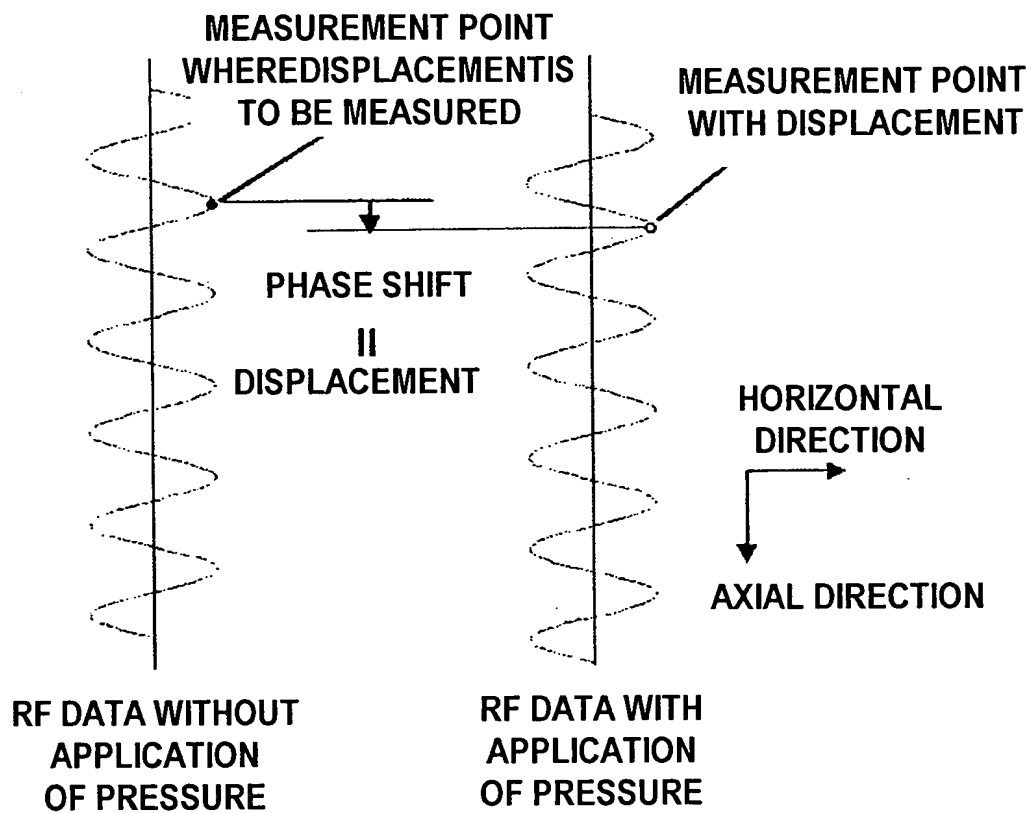 MEASUREMENT POINT
WHEREDISPLACEMENTIS
TO BE MEASURED
MEASUREMENT POINT
WITH DISPLACEMENT
PHASE SHIFT
=
DISPLACEMENT
HORIZONTAL
DIRECTION
AXIAL DIRECTION
RF DATA WITHOUT
APPLICATION
OF PRESSURE
RF DATA WITH
APPLICATION
OF PRESSURE